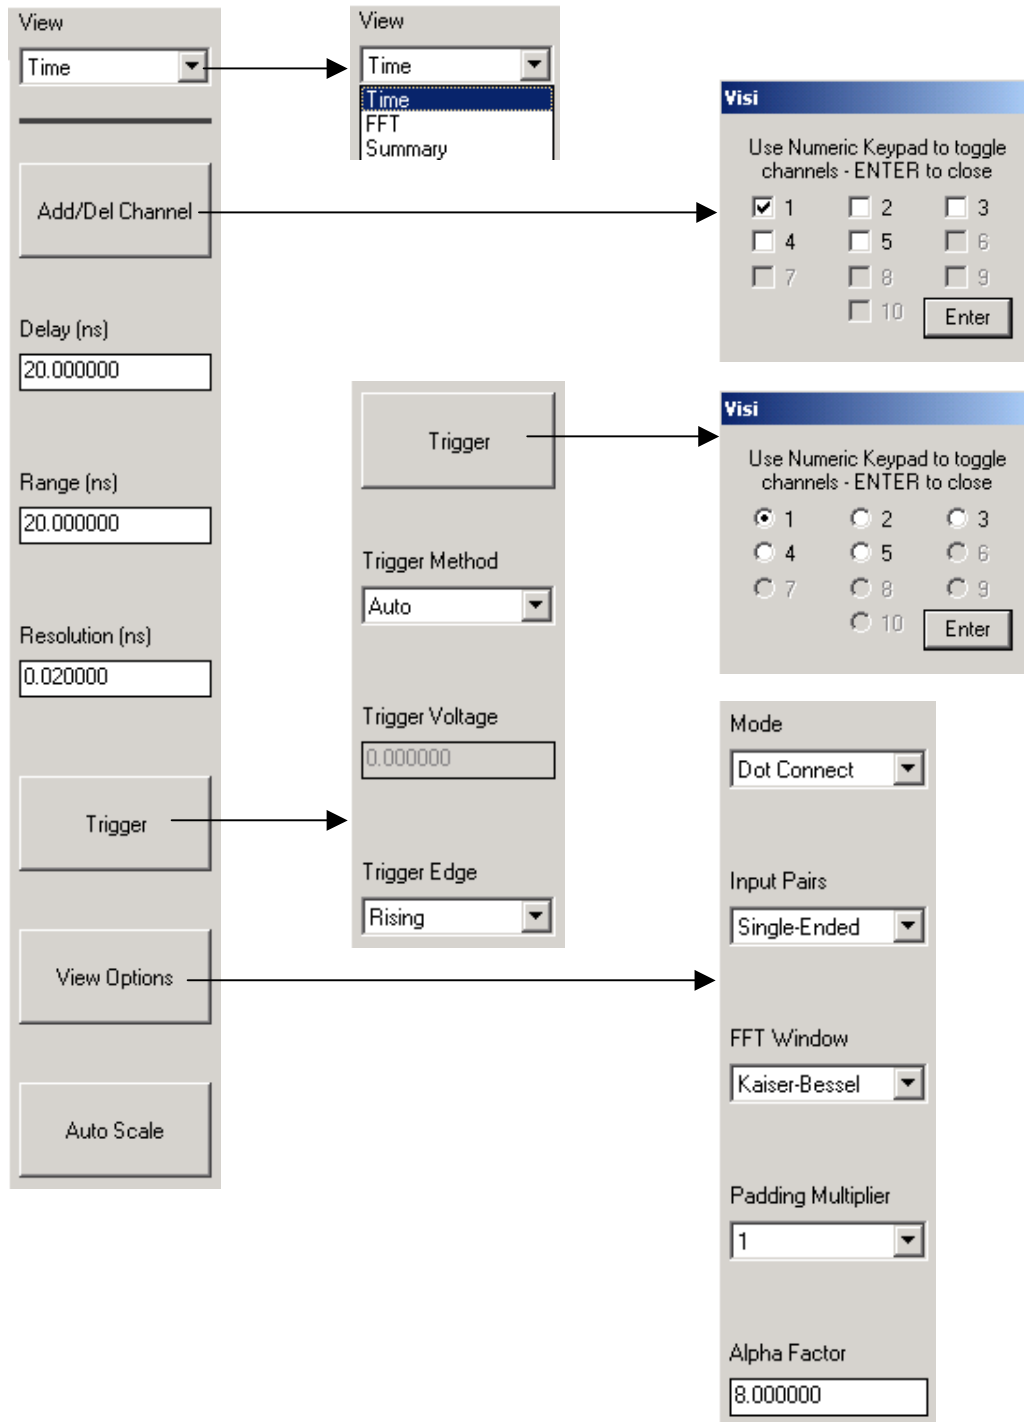 View
Time
Add/Del Channel
Delay (ns)
20.000000
Range (ns)
20.000000
Resolution (ns)
0.020000
Trigger
View Options
Auto Scale
View
Time
Time
FFT
Summary
Trigger
Trigger Method
Auto
Trigger Voltage
0.000000
Trigger Edge
Rising
Visi
Use Numeric Keypad to toggle
channels - ENTER to close
1 2 3
4 5 6
7 8 9
10 Enter
Visi
Use Numeric Keypad to toggle
channels - ENTER to close
1 2 3
4 5 6
7 8 9
10 Enter
Mode
Dot Connect
Input Pairs
Single-Ended
FFT Window
Kaiser-Bessel
Padding Multiplier
1
Alpha Factor
8.000000